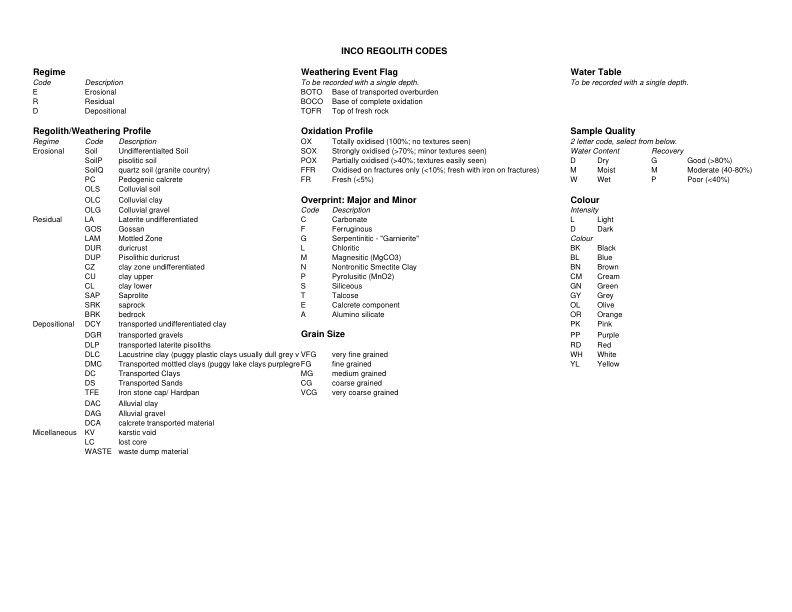 INCO REGOLITH CODES
Regime
Code Description
E Erosional
R Residual
D Depositional
Regolith/Weathering Profile
Regime Code Description
Erosional Soil Undifferentialted Soil
SoilP pisolitic soil
SoilQ quartz soil (granite country)
PC Pedogenic calcrete
OLS Colluvial soil
OLC Colluvial clay
OLG Colluvial gravel
Residual LA Laterite undifferentiated
GOS Gossan
LAM Mottled Zone
DUR duricrust
DUP Pisolithic duricrust
CZ clay zone undifferentiated
CU clay upper
CL clay lower
SAP Saprolite
SRK saprock
BRK bedrock
Depositional DCY transported undifferentiated clay
DGR transported gravels
DLP transported laterite pisoliths
DLC Lacustrine clay (puggy plastic clays usually dull grey v
DMC Transported mottled clays (puggy lake clays purplegre
DC Transported Clays
DS Transported Sands
TFE Iron stone cap/ Hardpan
DAC Alluvial clay
DAG Alluvial gravel
DCA calcrete transported material
Micellaneous KV karstic void
LC lost core
WASTE waste dump material
Weathering Event Flag
To be recorded with a single depth.
BOTO Base of transported overburden
BOCO Base of complete oxidation
TOFR Top of fresh rock
Oxidation Profile
OX Totally oxidised (100%; no textures seen)
SOX Strongly oxidised (>70%; minor textures seen)
POX Partially oxidised (>40%; textures easily seen)
FFR Oxidised on fractures only (<10%; fresh with iron on fractures)
FR Fresh (<5%)
Overprint: Major and Minor
Code Description
C Carbonate
F Ferruginous
G Serpentinitic - "Garnierite"
L Chloritic
M Magnesitic (MgCO3)
N Nontronitic Smectite Clay
P Pyrolusitic (MnO2)
S Siliceous
T Talcose
E Calcrete component
A Alumino silicate
Grain Size
VFG very fine grained
FG fine grained
MG medium grained
CG coarse grained
VCG very coarse grained
Water Table
To be recorded with a single depth.
Sample Quality
2 letter code, select from below.
Water Content Recovery
D Dry G Good (>80%)
M Moist M Moderate (40-80%)
W Wet P Poor (<40%)
Colour
Intensity
L Light
D Dark
Colour
BK Black
BL Blue
BN Brown
CM Cream
GN Green
GY Grey
OL Olive
OR Orange
PK Pink
PP Purple
RD Red
WH White
YL Yellow